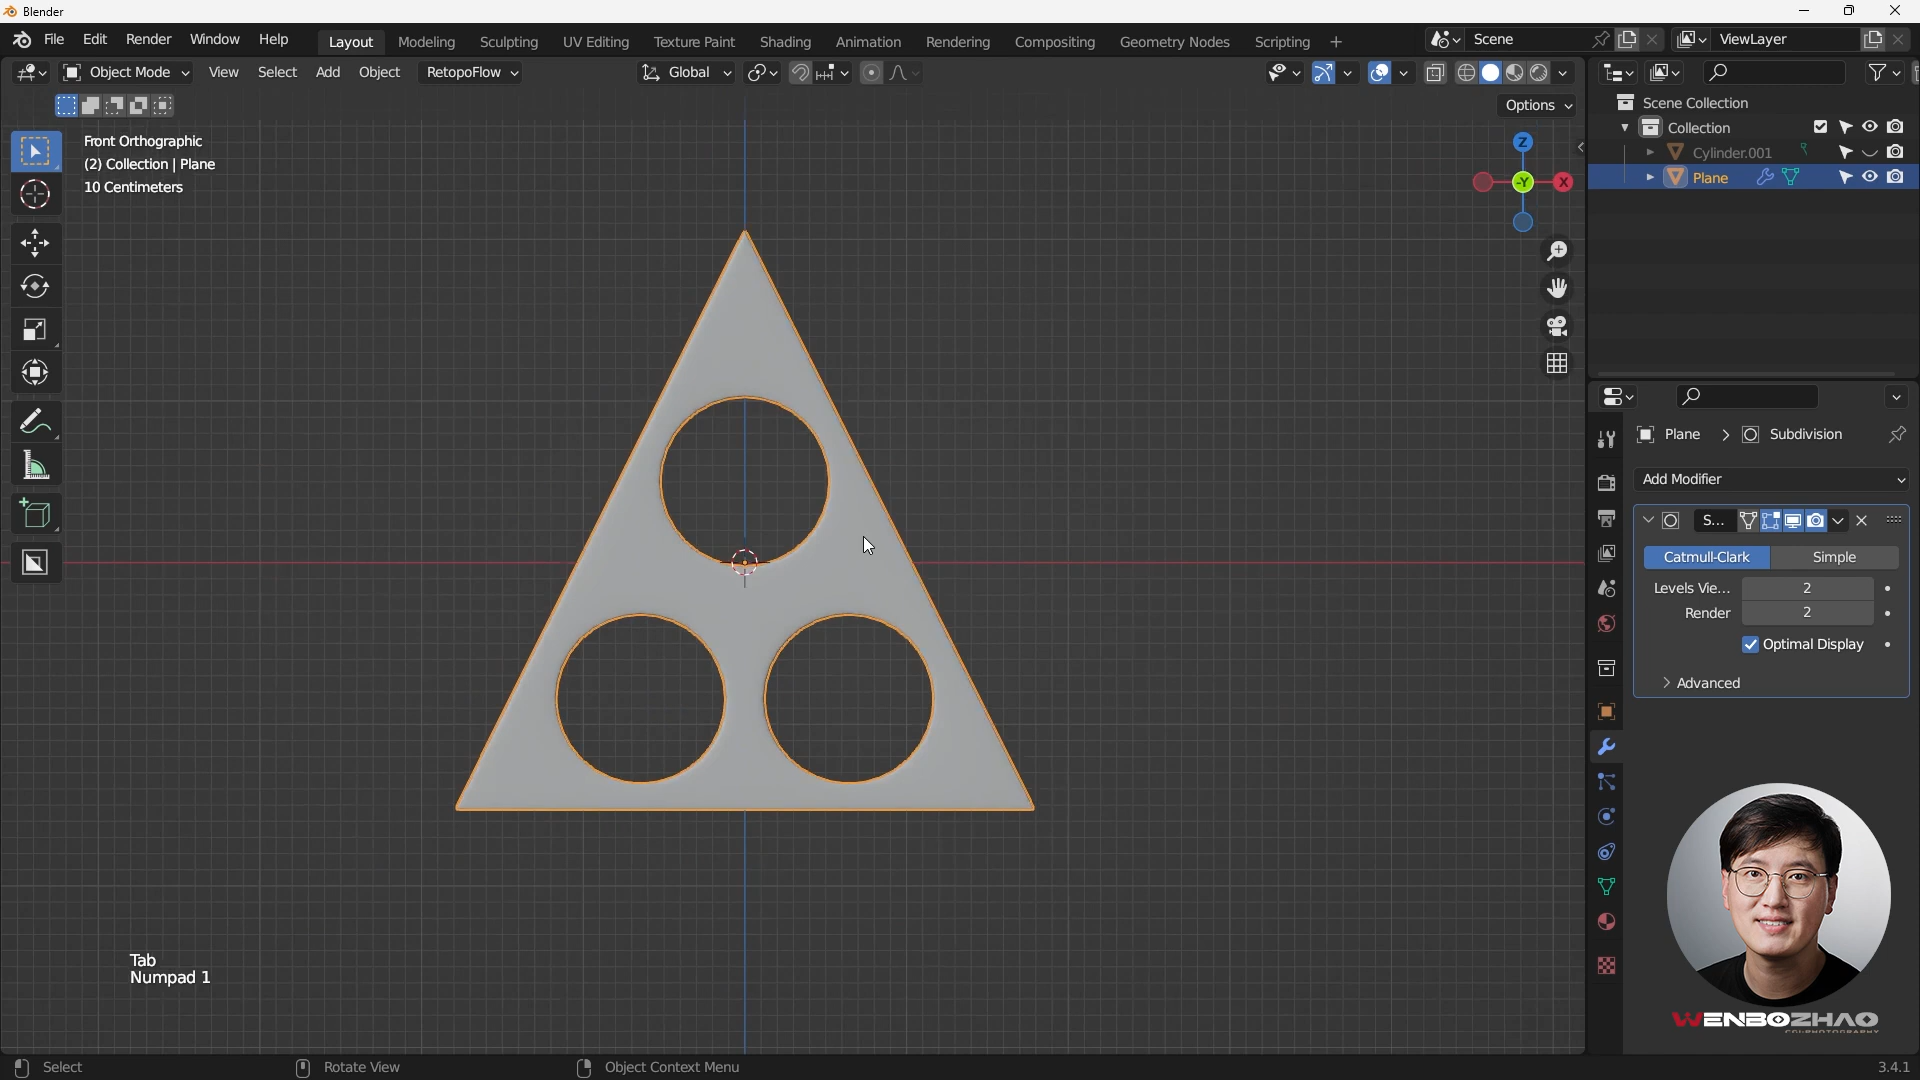 Blender
File Edit Render Window Help Layout Modeling Sculpting UV Editing Texture Paint Shading Animation Rendering Compositing Geometry Nodes Scripting + Scene ViewLayer
Object Mode View Select Add Object RetopoFlow Global
Options
Front Orthographic
(2) Collection | Plane
10 Centimeters
Z
-Y
X
Scene Collection
Collection
Cylinder.001
Plane
Plane > Subdivision
Add Modifier
S...
Catmull-Clark Simple
Levels Vie... 2
Render 2
Optimal Display
Advanced
Tab
Numpad 1
WENBOZHAO
Select Rotate View Object Context Menu 3.4.1